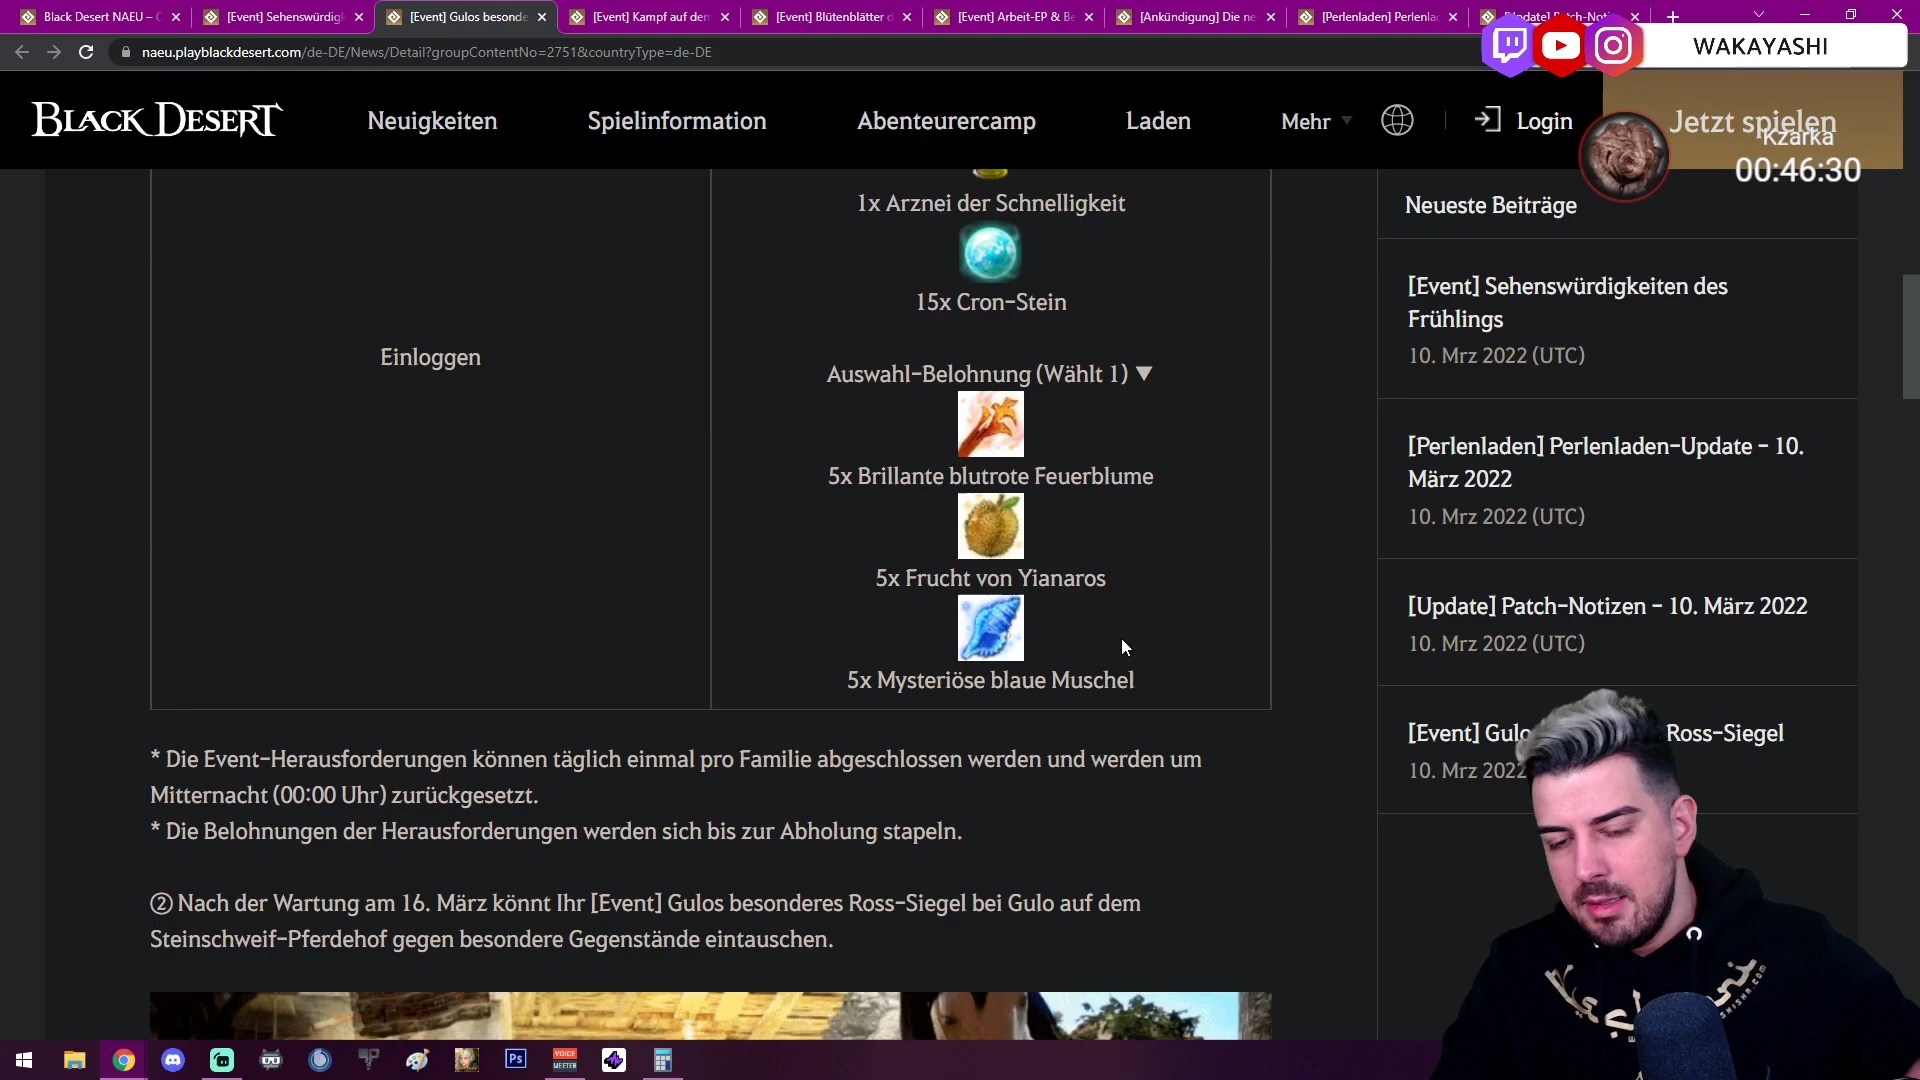 Black Desert NAEU –
[Event] Sehenswürdigk
[Event] Gulos besonde
[Event] Kampf auf dem
[Event] Blütenblätter d
[Event] Arbeit-EP & Be
[Ankündigung] Die ne
[Perlenladen] Perlenla
naeu.playblackdesert.com/de-DE/News/Detail?groupContentNo=2751&countryType=de-DE
WAKAYASHI
BLACK DESERT
Neuigkeiten
Spielinformation
Abenteurercamp
Laden
Mehr
Login
Jetzt spielen
Kzarka
00:46:30
1x Arznei der Schnelligkeit
15x Cron-Stein
Einloggen
Auswahl-Belohnung (Wählt 1) ▼
5x Brillante blutrote Feuerblume
5x Frucht von Yianaros
5x Mysteriöse blaue Muschel
* Die Event-Herausforderungen können täglich einmal pro Familie abgeschlossen werden und werden um
Mitternacht (00:00 Uhr) zurückgesetzt.
* Die Belohnungen der Herausforderungen werden sich bis zur Abholung stapeln.
② Nach der Wartung am 16. März könnt Ihr [Event] Gulos besonderes Ross-Siegel bei Gulo auf dem
Steinschweif-Pferdehof gegen besondere Gegenstände eintauschen.
Neueste Beiträge
[Event] Sehenswürdigkeiten des
Frühlings
10. Mrz 2022 (UTC)
[Perlenladen] Perlenladen-Update - 10.
März 2022
10. Mrz 2022 (UTC)
[Update] Patch-Notizen - 10. März 2022
10. Mrz 2022 (UTC)
[Event] Gulo Ross-Siegel
10. Mrz 2022
Ps
VOICE
MEETER